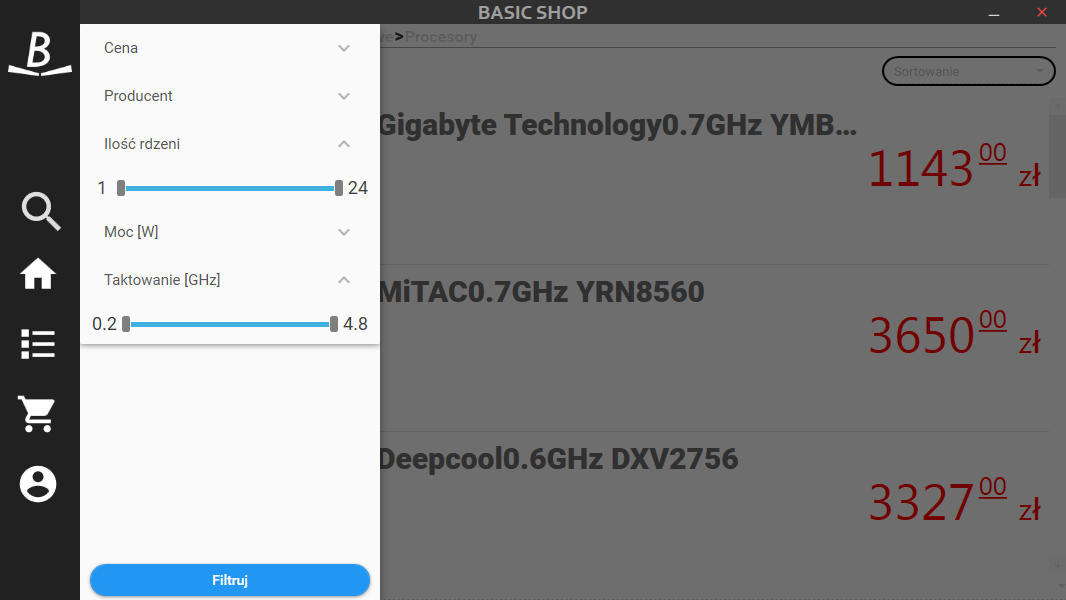 BASIC SHOP
B
>Procesory
Sortowanie
Cena
Producent
Ilość rdzeni
1 24
Moc [W]
Taktowanie [GHz]
0.2 4.8
Filtruj
Gigabyte Technology0.7GHz YMB...
1143 00 zł
MiTAC0.7GHz YRN8560
3650 00 zł
Deepcool0.6GHz DXV2756
3327 00 zł